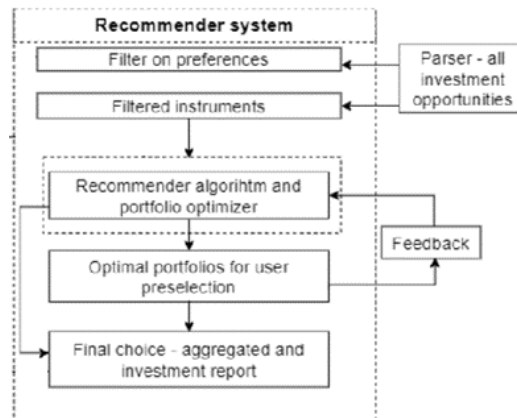 Recommender system
Filter on preferences
Parser - all
investment
opportunities
Filtered instruments
Recommender algorihtm and
portfolio optimizer
Feedback
Optimal portfolios for user
preselection
Final choice - aggregated and
investment report